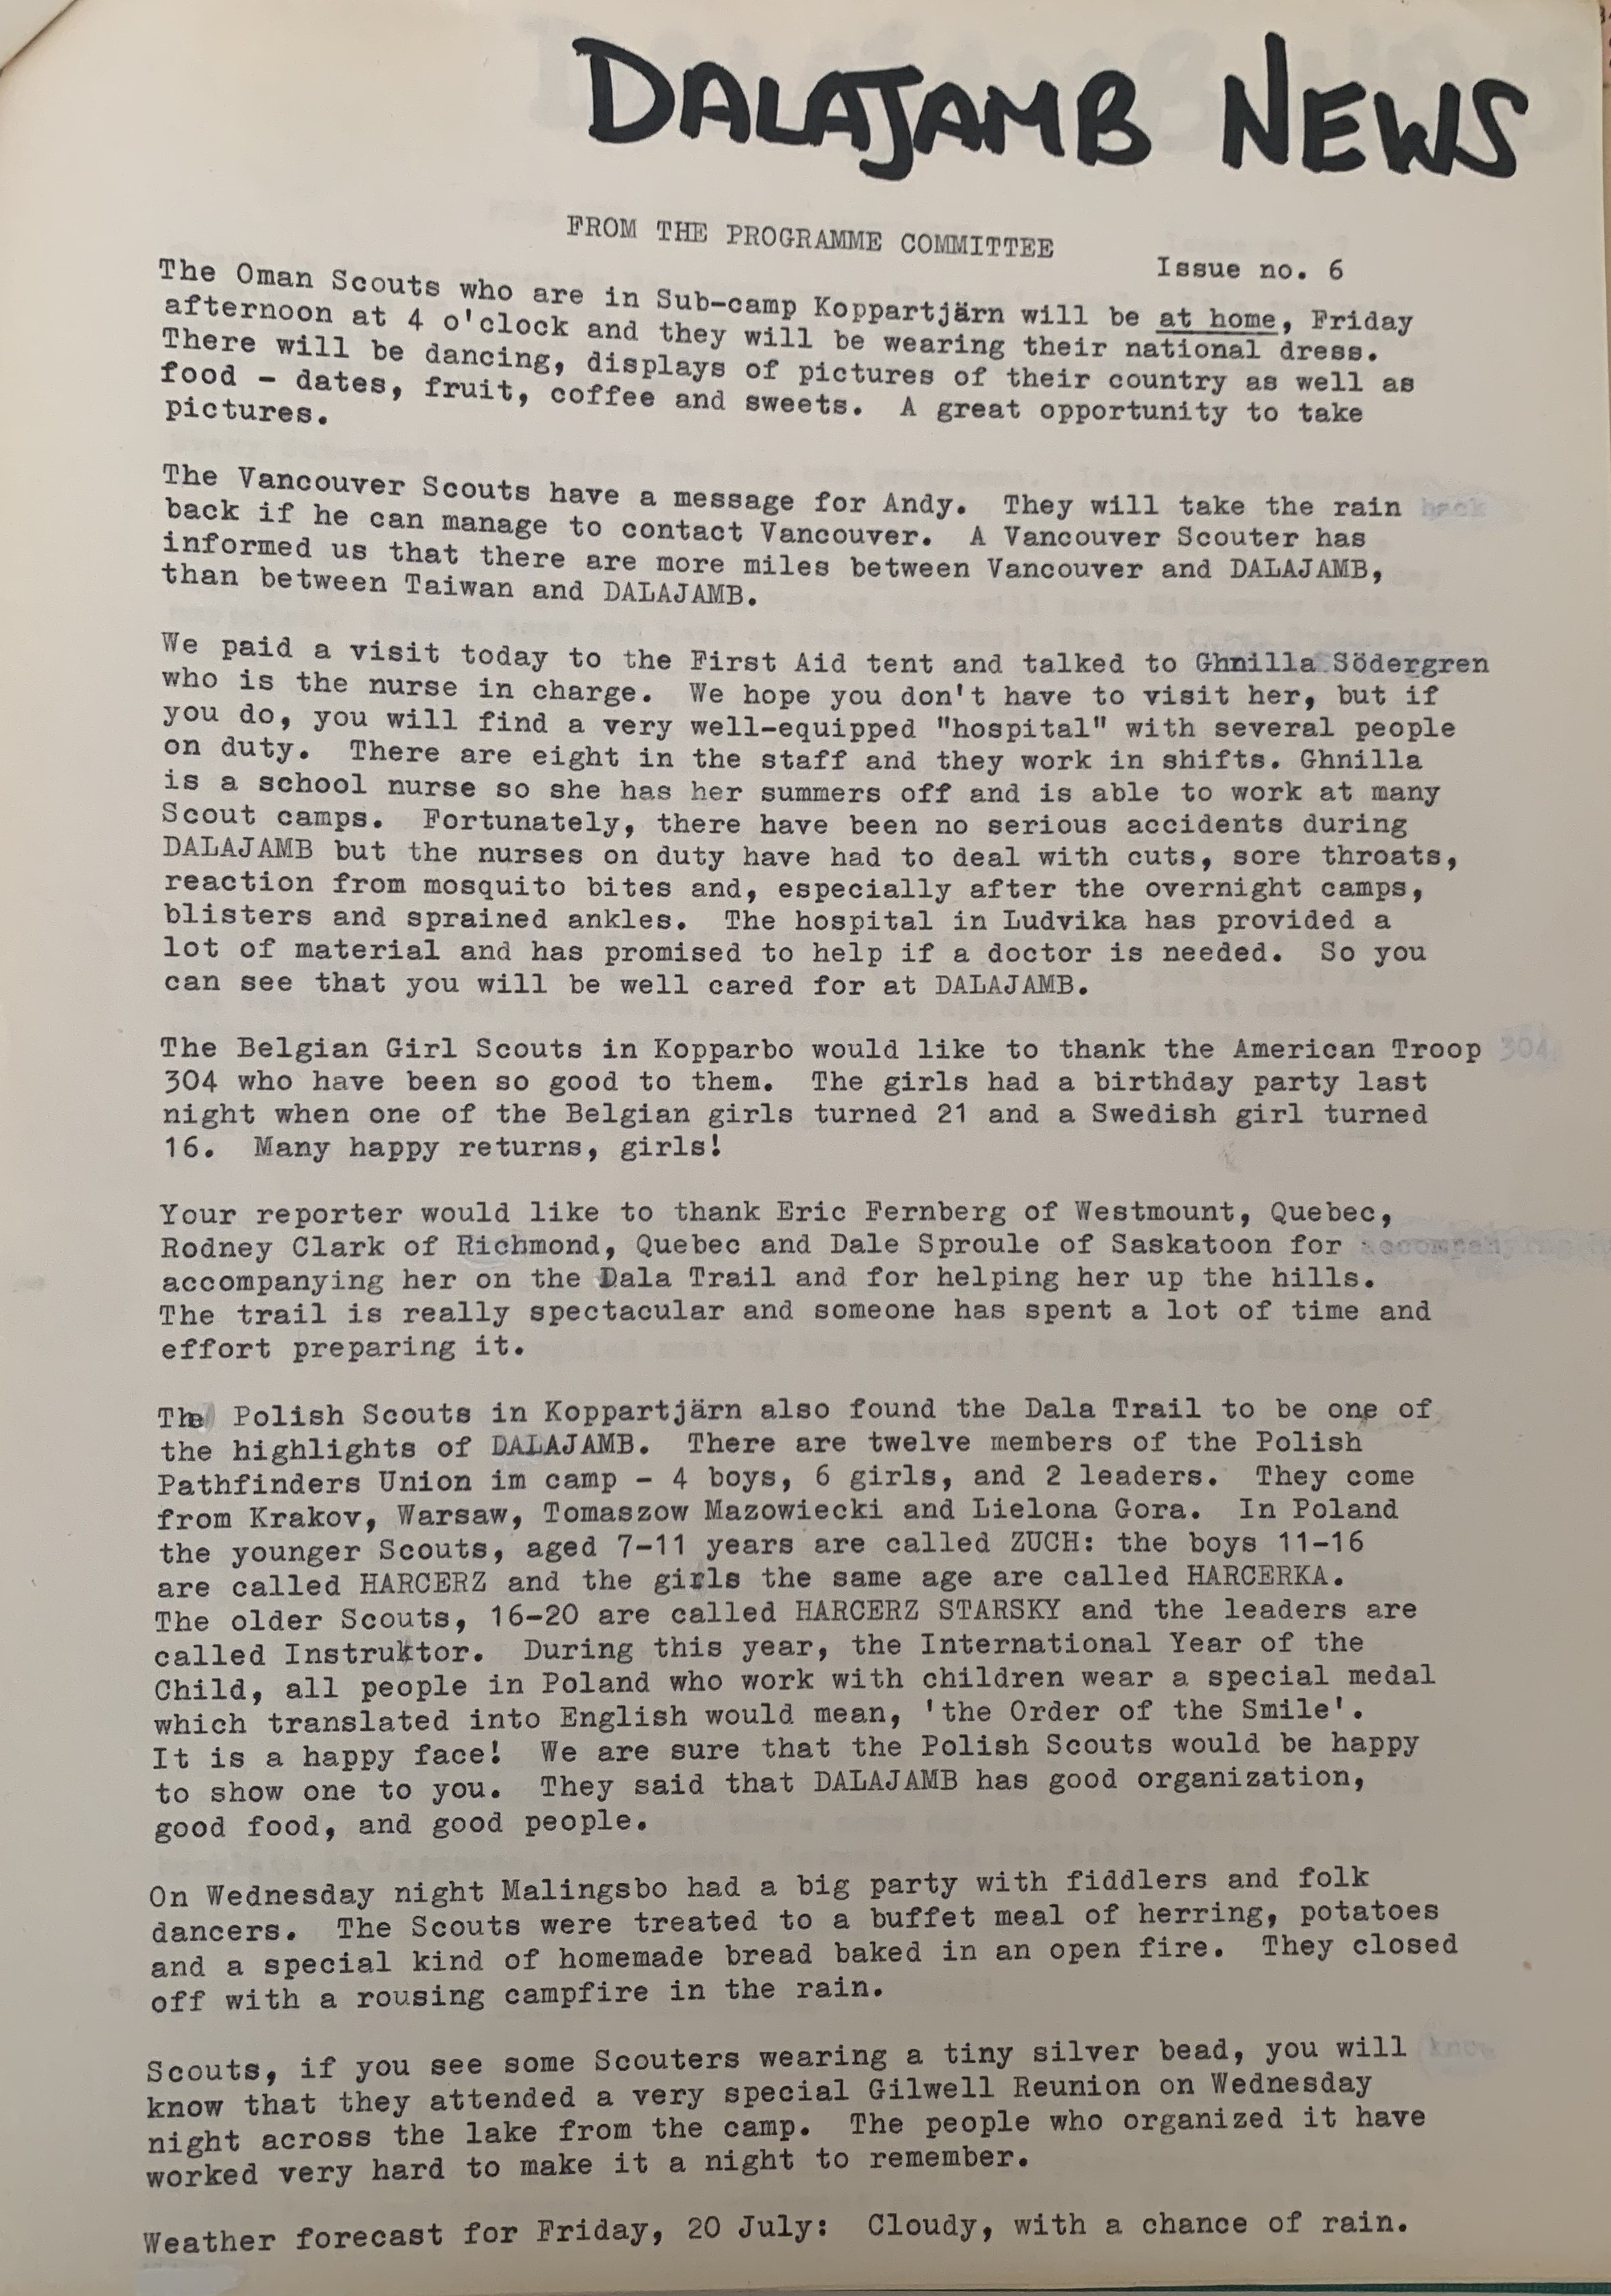 DALAJAMB NEWS
FROM THE PROGRAMME COMMITTEE
Issue no. 6
The Oman Scouts who are in Sub-camp Koppartjärn will be at home, Friday
afternoon at 4 o'clock and they will be wearing their national dress.
There will be dancing, displays of pictures of their country as well as
food - dates, fruit, coffee and sweets. A great opportunity to take
pictures.
The Vancouver Scouts have a message for Andy. They will take the rain back
back if he can manage to contact Vancouver. A Vancouver Scouter has
informed us that there are more miles between Vancouver and DALAJAMB,
than between Taiwan and DALAJAMB.
We paid a visit today to the First Aid tent and talked to Ghnilla Södergren
who is the nurse in charge. We hope you don't have to visit her, but if
you do, you will find a very well-equipped "hospital" with several people
on duty. There are eight in the staff and they work in shifts. Ghnilla
is a school nurse so she has her summers off and is able to work at many
Scout camps. Fortunately, there have been no serious accidents during
DALAJAMB but the nurses on duty have had to deal with cuts, sore throats,
reaction from mosquito bites and, especially after the overnight camps,
blisters and sprained ankles. The hospital in Ludvika has provided a
lot of material and has promised to help if a doctor is needed. So you
can see that you will be well cared for at DALAJAMB.
The Belgian Girl Scouts in Kopparbo would like to thank the American Troop 304
304 who have been so good to them. The girls had a birthday party last
night when one of the Belgian girls turned 21 and a Swedish girl turned
16. Many happy returns, girls!
Your reporter would like to thank Eric Fernberg of Westmount, Quebec,
Rodney Clark of Richmond, Quebec and Dale Sproule of Saskatoon for accompanying
accompanying her on the Dala Trail and for helping her up the hills.
The trail is really spectacular and someone has spent a lot of time and
effort preparing it.
The Polish Scouts in Koppartjärn also found the Dala Trail to be one of
the highlights of DALAJAMB. There are twelve members of the Polish
Pathfinders Union im camp - 4 boys, 6 girls, and 2 leaders. They come
from Krakov, Warsaw, Tomaszow Mazowiecki and Lielona Gora. In Poland
the younger Scouts, aged 7-11 years are called ZUCH: the boys 11-16
are called HARCERZ and the girls the same age are called HARCERKA.
The older Scouts, 16-20 are called HARCERZ STARSKY and the leaders are
called Instruktor. During this year, the International Year of the
Child, all people in Poland who work with children wear a special medal
which translated into English would mean, 'the Order of the Smile'.
It is a happy face! We are sure that the Polish Scouts would be happy
to show one to you. They said that DALAJAMB has good organization,
good food, and good people.
On Wednesday night Malingsbo had a big party with fiddlers and folk
dancers. The Scouts were treated to a buffet meal of herring, potatoes
and a special kind of homemade bread baked in an open fire. They closed
off with a rousing campfire in the rain.
Scouts, if you see some Scouters wearing a tiny silver bead, you will know
know that they attended a very special Gilwell Reunion on Wednesday
night across the lake from the camp. The people who organized it have
worked very hard to make it a night to remember.
Weather forecast for Friday, 20 July: Cloudy, with a chance of rain.